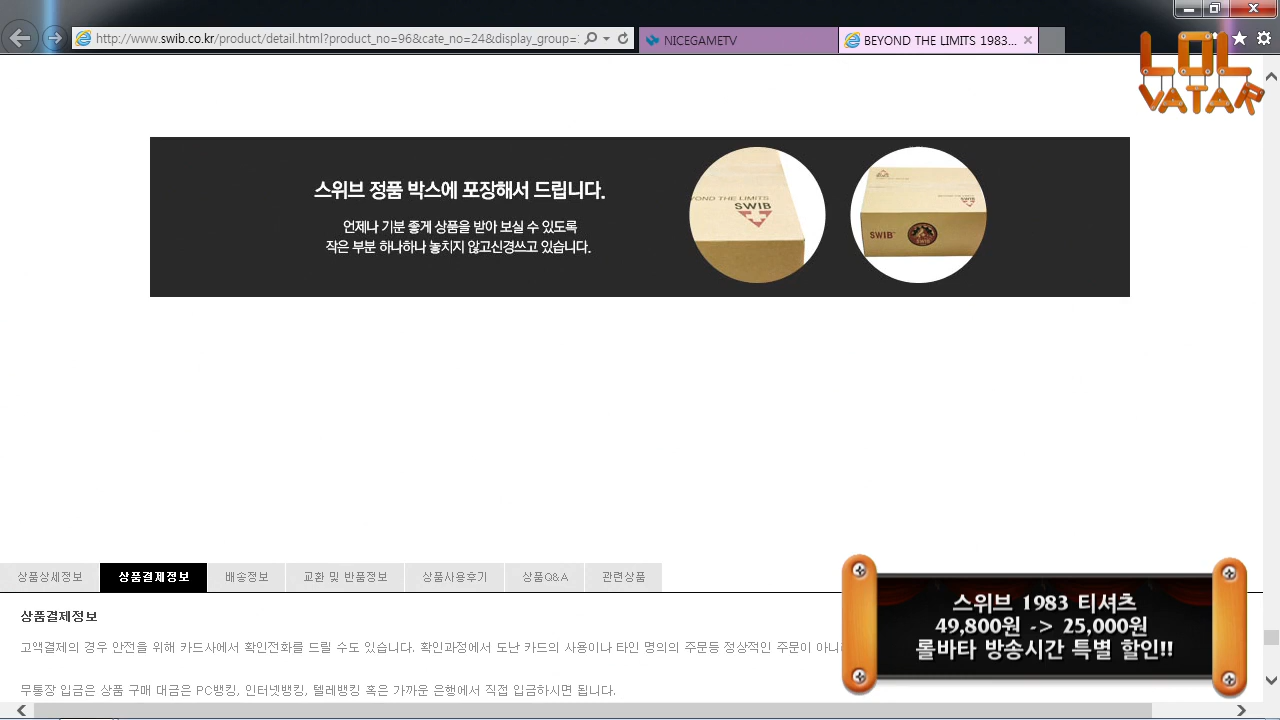 http://www.swib.co.kr/product/detail.html?product_no=96&cate_no=24&display_group=
NICEGAMETV
BEYOND THE LIMITS 1983...
LOL
VATAR
스위브 정품 박스에 포장해서 드립니다.
언제나 기분 좋게 상품을 받아 보실 수 있도록
작은 부분 하나하나 놓치지 않고신경쓰고 있습니다.
YOND THE LIMITS
SWIB
SWIB
SWIB
상품상세정보
상품결제정보
배송정보
교환 및 반품정보
상품사용후기
상품Q&A
관련상품
상품결제정보
고액결제의 경우 안전을 위해 카드사에서 확인전화를 드릴 수도 있습니다. 확인과정에서 도난 카드의 사용이나 타인 명의의 주문등 정상적인 주문이 아니
무통장 입금은 상품 구매 대금은 PC뱅킹, 인터넷뱅킹, 텔레뱅킹 혹은 가까운 은행에서 직접 입금하시면 됩니다.
스위브 1983 티셔츠
49,800원 -> 25,000원
롤바타 방송시간 특별 할인!!